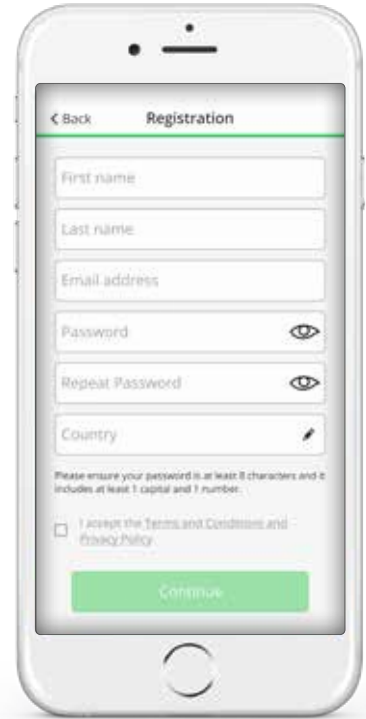 Back
Registration
First name
Last name
Email address
Password
Repeat Password
Country
Please ensure your password is at least 8 characters and it
includes at least 1 capital and 1 number.
I accept the Terms and Conditions and
Privacy Policy
Continue